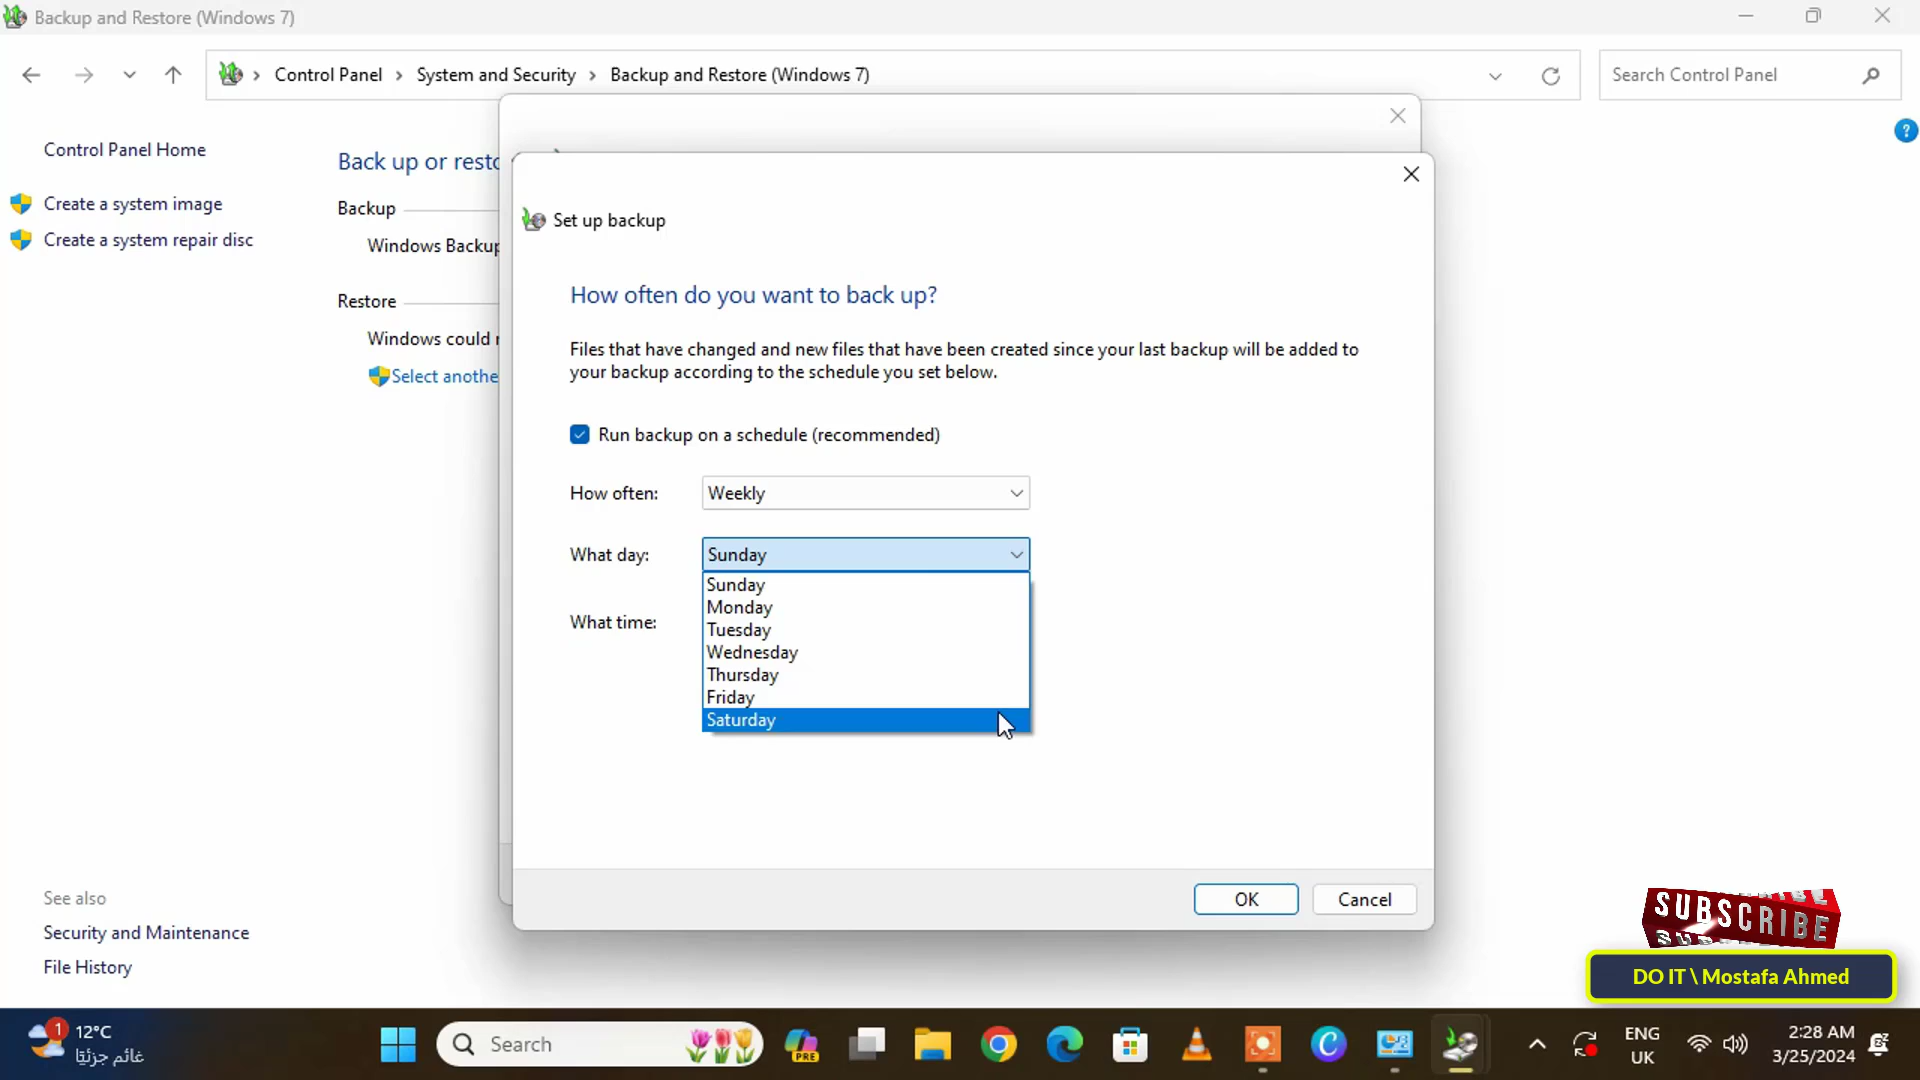 Backup and Restore (Windows 7)
Control Panel > System and Security > Backup and Restore (Windows 7)
Search Control Panel
Control Panel Home
Create a system image
Create a system repair disc
Back up or resto
Backup
Windows Backup
Restore
Windows could
Select anothe
Set up backup
How often do you want to back up?
Files that have changed and new files that have been created since your last backup will be added to
your backup according to the schedule you set below.
Run backup on a schedule (recommended)
How often:
Weekly
What day:
Sunday
Sunday
Monday
Tuesday
Wednesday
Thursday
Friday
Saturday
What time:
OK
Cancel
See also
Security and Maintenance
File History
SUBSCRIBE
DO IT \ Mostafa Ahmed
1
12°C
غائم جزئيًا
Search
PRE
ENG
UK
2:28 AM
3/25/2024